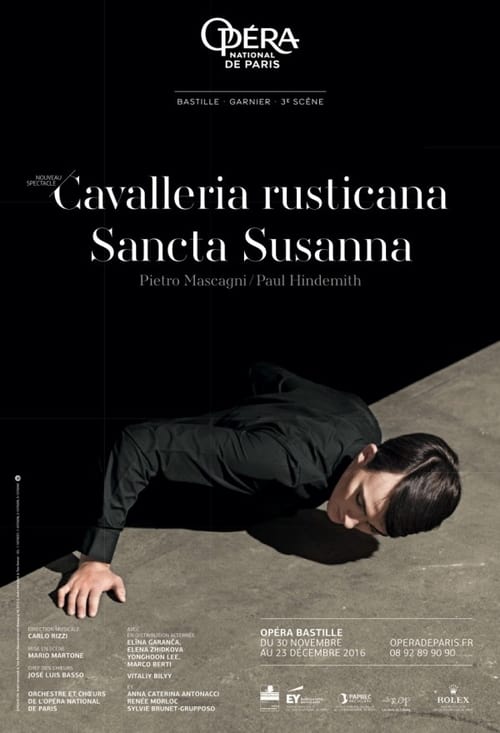 OPÉRA
NATIONAL
DE PARIS
BASTILLE · GARNIER · 3E SCÈNE
NOUVEAU
SPECTACLE
Cavalleria rusticana
Sancta Susanna
Pietro Mascagni / Paul Hindemith
DIRECTION MUSICALE
CARLO RIZZI
MISE EN SCÈNE
MARIO MARTONE
CHEF DES CHŒURS
JOSÉ LUIS BASSO
ORCHESTRE ET CHŒURS
DE L'OPÉRA NATIONAL
DE PARIS
AVEC
EN DISTRIBUTION ALTERNÉE
ELĪNA GARANČA,
ELENA ZHIDKOVA
YONGHOON LEE,
MARCO BERTI
VITALIY BILYY
ET
ANNA CATERINA ANTONACCI
RENÉE MORLOC
SYLVIE BRUNET-GRUPPOSO
OPÉRA BASTILLE
DU 30 NOVEMBRE
AU 23 DÉCEMBRE 2016
OPERADEPARIS.FR
08 92 89 90 90
EY
PAPREC
ROLEX